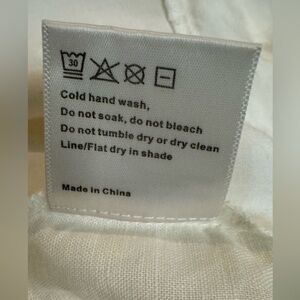 30
Cold hand wash,
Do not soak, do not bleach
Do not tumble dry or dry clean
Line/Flat dry in shade
Made in China